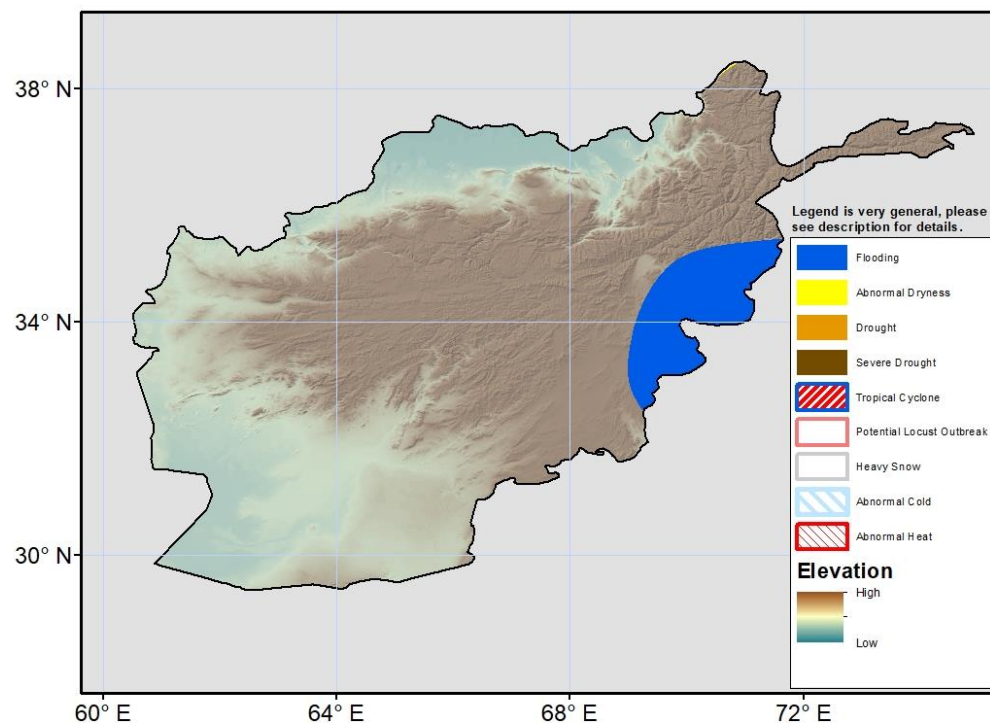 38° N
34° N
30° N
60° E
64° E
68° E
72° E
Legend is very general, please
see description for details.
Flooding
Abnormal Dryness
Drought
Severe Drought
Tropical Cyclone
Potential Locust Outbreak
Heavy Snow
Abnormal Cold
Abnormal Heat
Elevation
High
Low